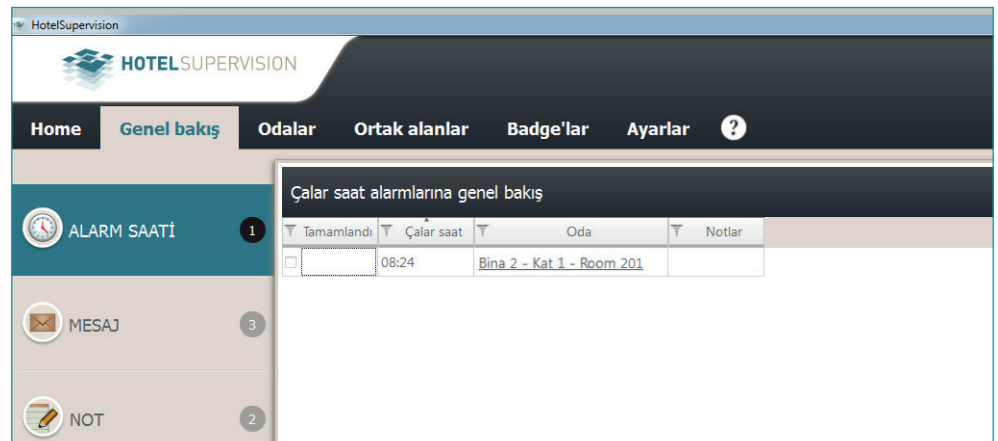 HotelSupervision
HOTELSUPERVISION
Home Genel bakış Odalar Ortak alanlar Badge'lar Ayarlar ?
Çalar saat alarmlarına genel bakış
ALARM SAATİ 1
Tamamlandı Çalar saat Oda Notlar
08:24 Bina 2 - Kat 1 - Room 201
MESAJ 3
NOT 2